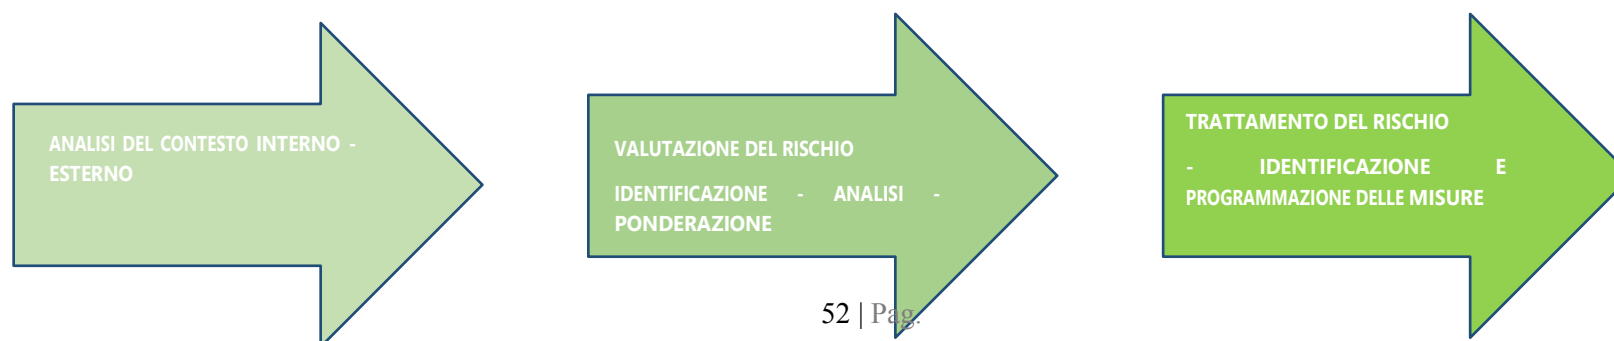 ANALISI DEL CONTESTO INTERNO -
ESTERNO
VALUTAZIONE DEL RISCHIO
IDENTIFICAZIONE - ANALISI -
PONDERAZIONE
TRATTAMENTO DEL RISCHIO
- IDENTIFICAZIONE E
PROGRAMMAZIONE DELLE MISURE
52 | Pag.